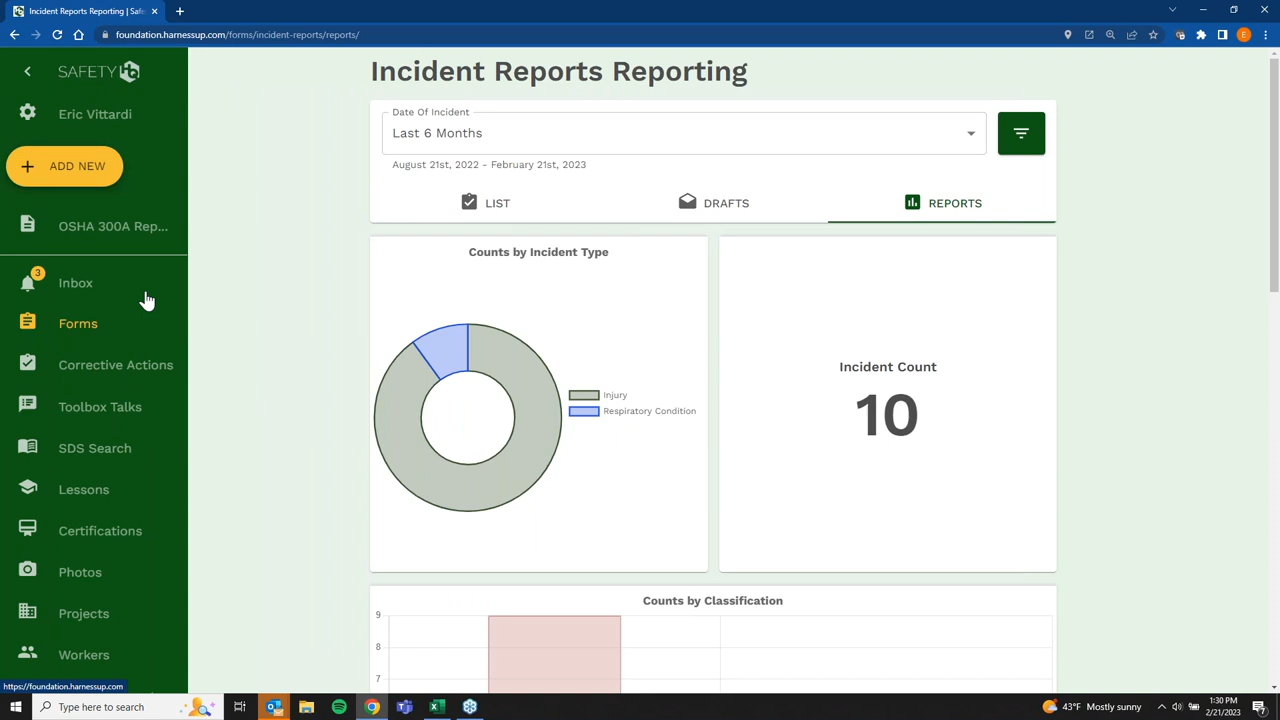 Incident Reports Reporting | Safe
foundation.harnessup.com/forms/incident-reports/reports/
E
SAFETY HQ
Eric Vittardi
ADD NEW
OSHA 300A Rep...
3
Inbox
Forms
Corrective Actions
Toolbox Talks
SDS Search
Lessons
Certifications
Photos
Projects
Workers
https://foundation.harnessup.com
Incident Reports Reporting
Date Of Incident
Last 6 Months
August 21st, 2022 - February 21st, 2023
LIST
DRAFTS
REPORTS
Counts by Incident Type
Injury
Respiratory Condition
Incident Count
10
Counts by Classification
9
8
7
Type here to search
43°F Mostly sunny
1:30 PM
2/21/2023